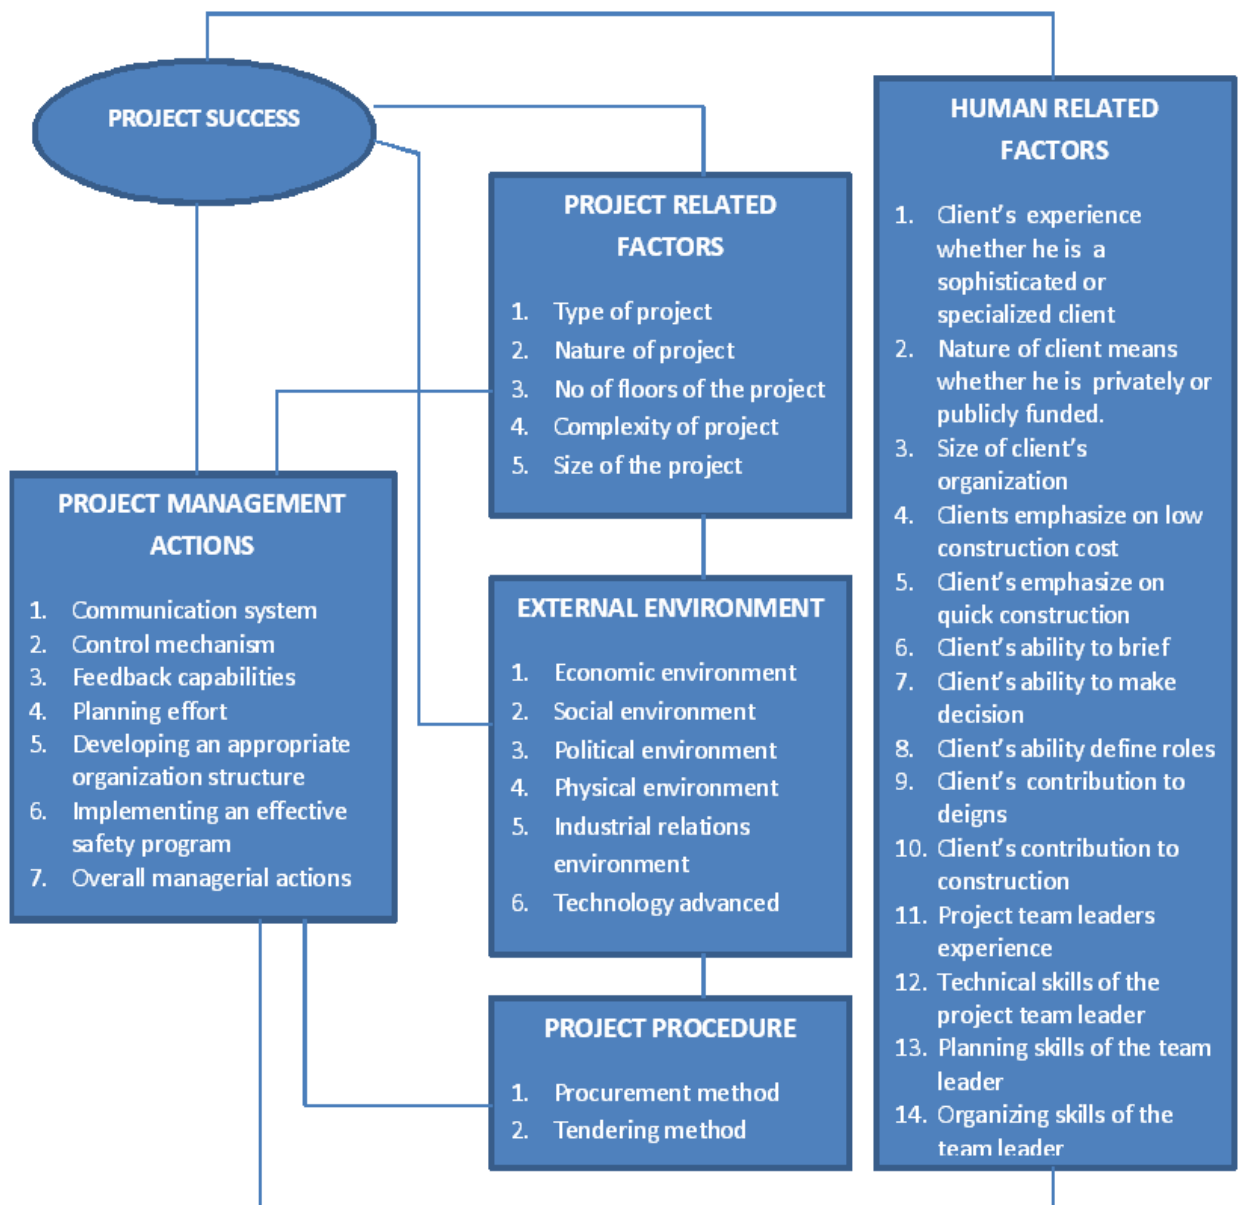 PROJECT SUCCESS
PROJECT RELATED
FACTORS
1. Type of project
2. Nature of project
3. No of floors of the project
4. Complexity of project
5. Size of the project
PROJECT MANAGEMENT
ACTIONS
1. Communication system
2. Control mechanism
3. Feedback capabilities
4. Planning effort
5. Developing an appropriate
organization structure
6. Implementing an effective
safety program
7. Overall managerial actions
EXTERNAL ENVIRONMENT
1. Economic environment
2. Social environment
3. Political environment
4. Physical environment
5. Industrial relations
environment
6. Technology advanced
PROJECT PROCEDURE
1. Procurement method
2. Tendering method
HUMAN RELATED
FACTORS
1. Client's experience
whether he is a
sophisticated or
specialized client
2. Nature of client means
whether he is privately or
publicly funded.
3. Size of client's
organization
4. Clients emphasize on low
construction cost
5. Client's emphasize on
quick construction
6. Client's ability to brief
7. Client's ability to make
decision
8. Client's ability define roles
9. Client's contribution to
deigns
10. Client's contribution to
construction
11. Project team leaders
experience
12. Technical skills of the
project team leader
13. Planning skills of the team
leader
14. Organizing skills of the
team leader